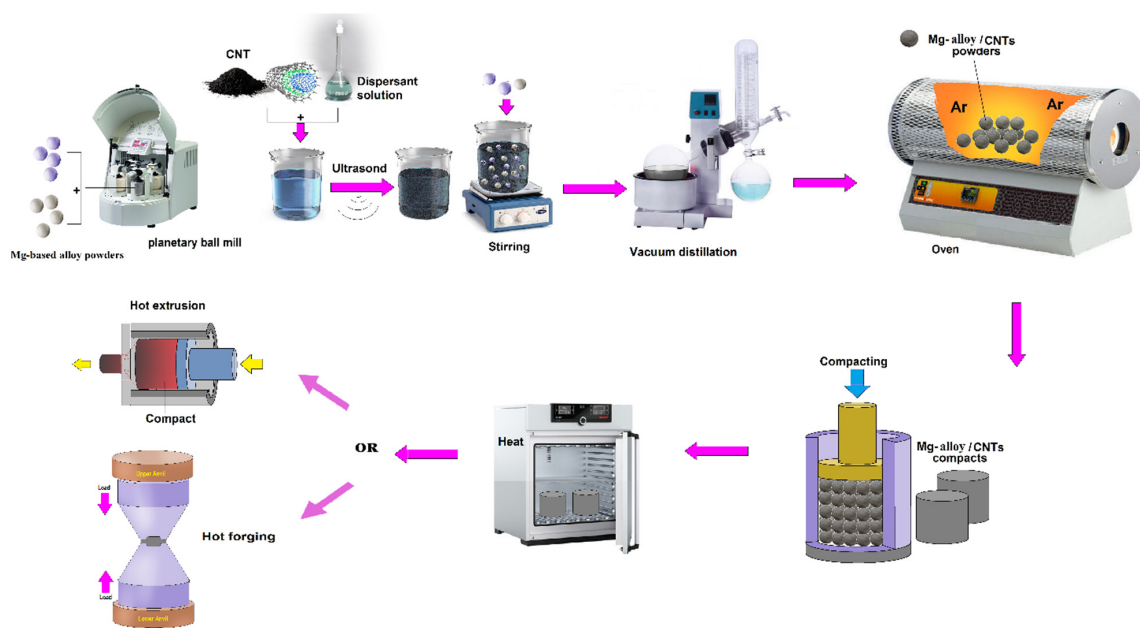 CNT
+
Dispersant
solution
+
planetary ball mill
Mg-based alloy powders
+
Ultrasond
Stirring
Vacuum distillation
Mg-alloy/CNTs
powders
Ar
Ar
Oven
Hot extrusion
Compact
OR
Heat
Compacting
Mg-alloy/CNTs
compacts
Upper Anvil
Load
Hot forging
Load
Lower Anvil